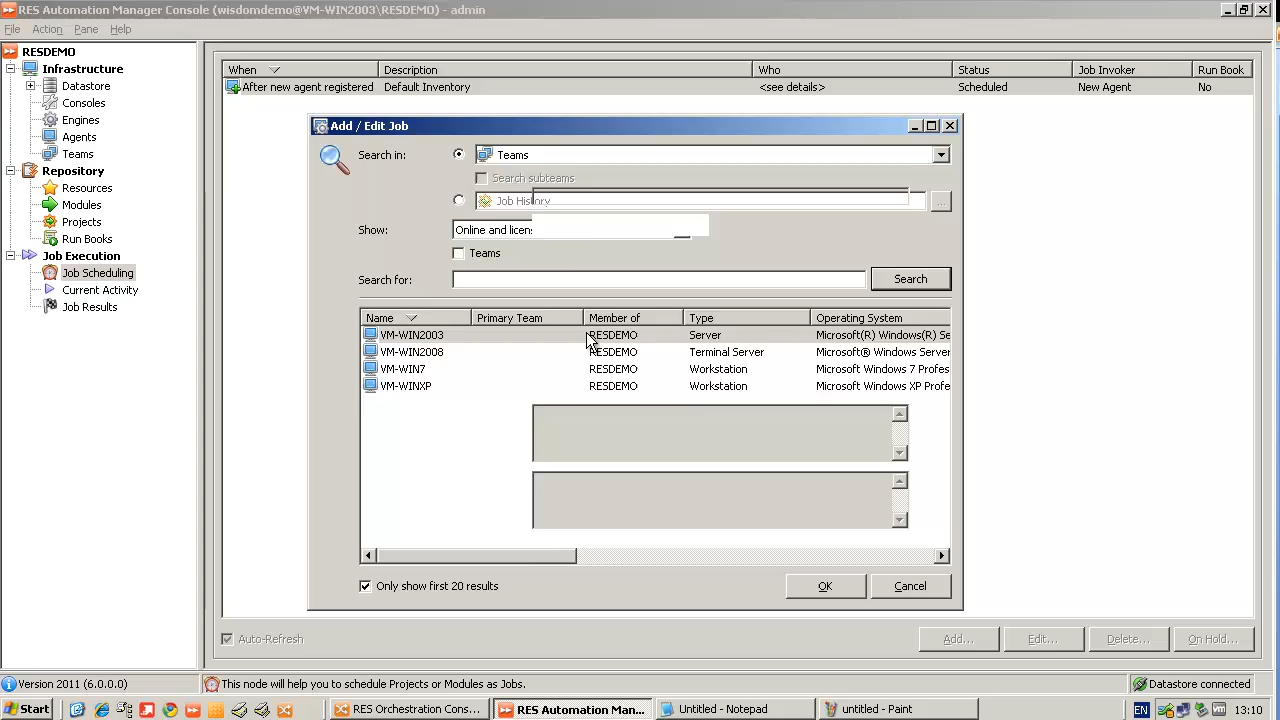 RES Automation Manager Console (wisdomdemo@VM-WIN2003\RESDEMO) - admin
File Action Pane Help
RESDEMO
Infrastructure
Datastore
Consoles
Engines
Agents
Teams
Repository
Resources
Modules
Projects
Run Books
Job Execution
Job Scheduling
Current Activity
Job Results
When Description Who Status Job Invoker Run Book
After new agent registered Default Inventory <see details> Scheduled New Agent No
Add / Edit Job
Search in: Teams
Search subteams
Job History ...
Show: Online and licens
Teams
Search for: Search
Name Primary Team Member of Type Operating System
VM-WIN2003 RESDEMO Server Microsoft(R) Windows(R) Se
VM-WIN2008 RESDEMO Terminal Server Microsoft® Windows Server
VM-WIN7 RESDEMO Workstation Microsoft Windows 7 Profes
VM-WINXP RESDEMO Workstation Microsoft Windows XP Profe
Only show first 20 results OK Cancel
Auto-Refresh Add... Edit... Delete... On Hold...
Version 2011 (6.0.0.0) This node will help you to schedule Projects or Modules as Jobs. Datastore connected
Start RES Orchestration Cons... RES Automation Man... Untitled - Notepad untitled - Paint EN 13:10